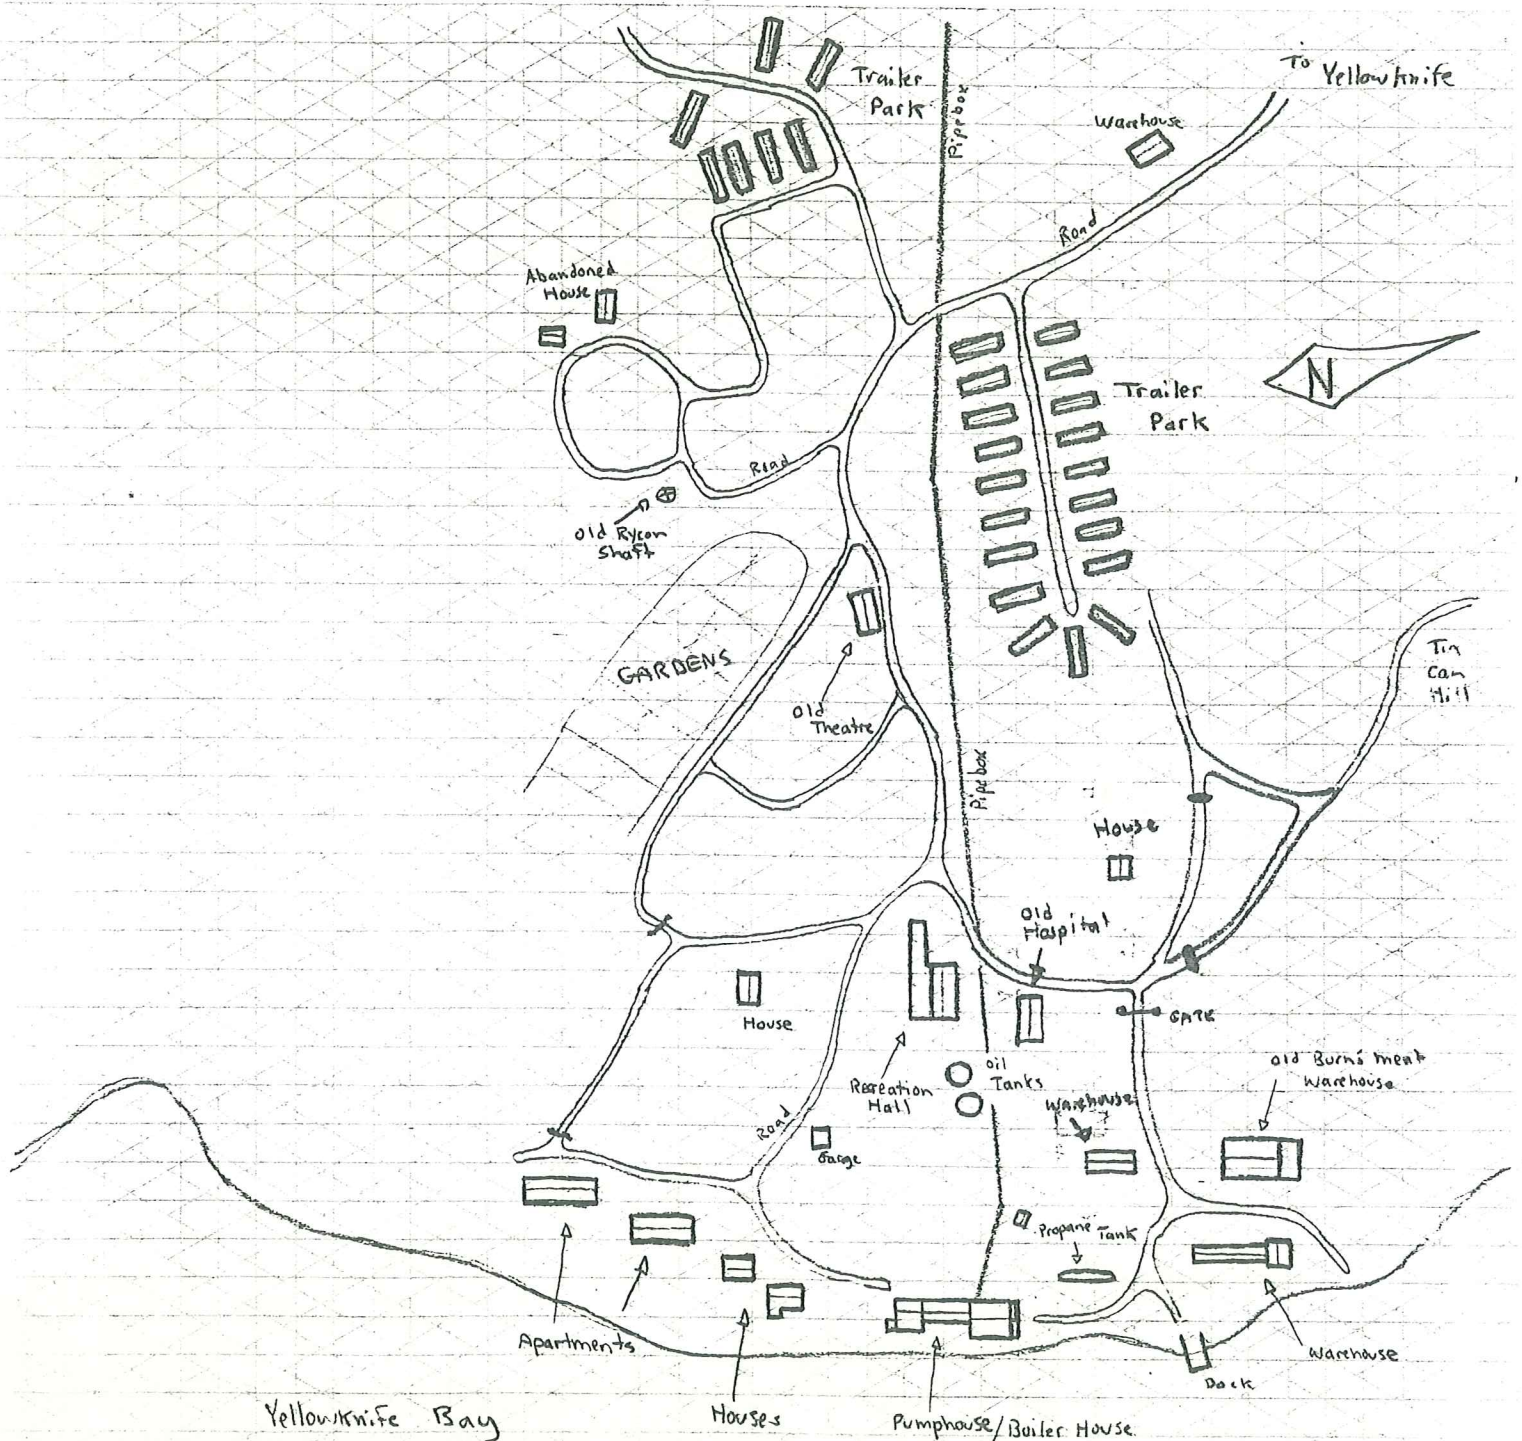 To Yellowknife
Trailer
Park
Pipebox
Warehouse
Road
Abandoned
House
N
Trailer
Park
Road
Old Rycon
Shaft
GARDENS
Old
Theatre
Tin
Can
Hill
Pipebox
House
Old
Hospital
House
GATE
Recreation
Hall
Oil
Tanks
Warehouse
Old Burns meat
Warehouse
Road
Garge
Propane Tank
Apartments
Warehouse
Dock
Yellowknife Bay
Houses
Pumphouse/Boiler House